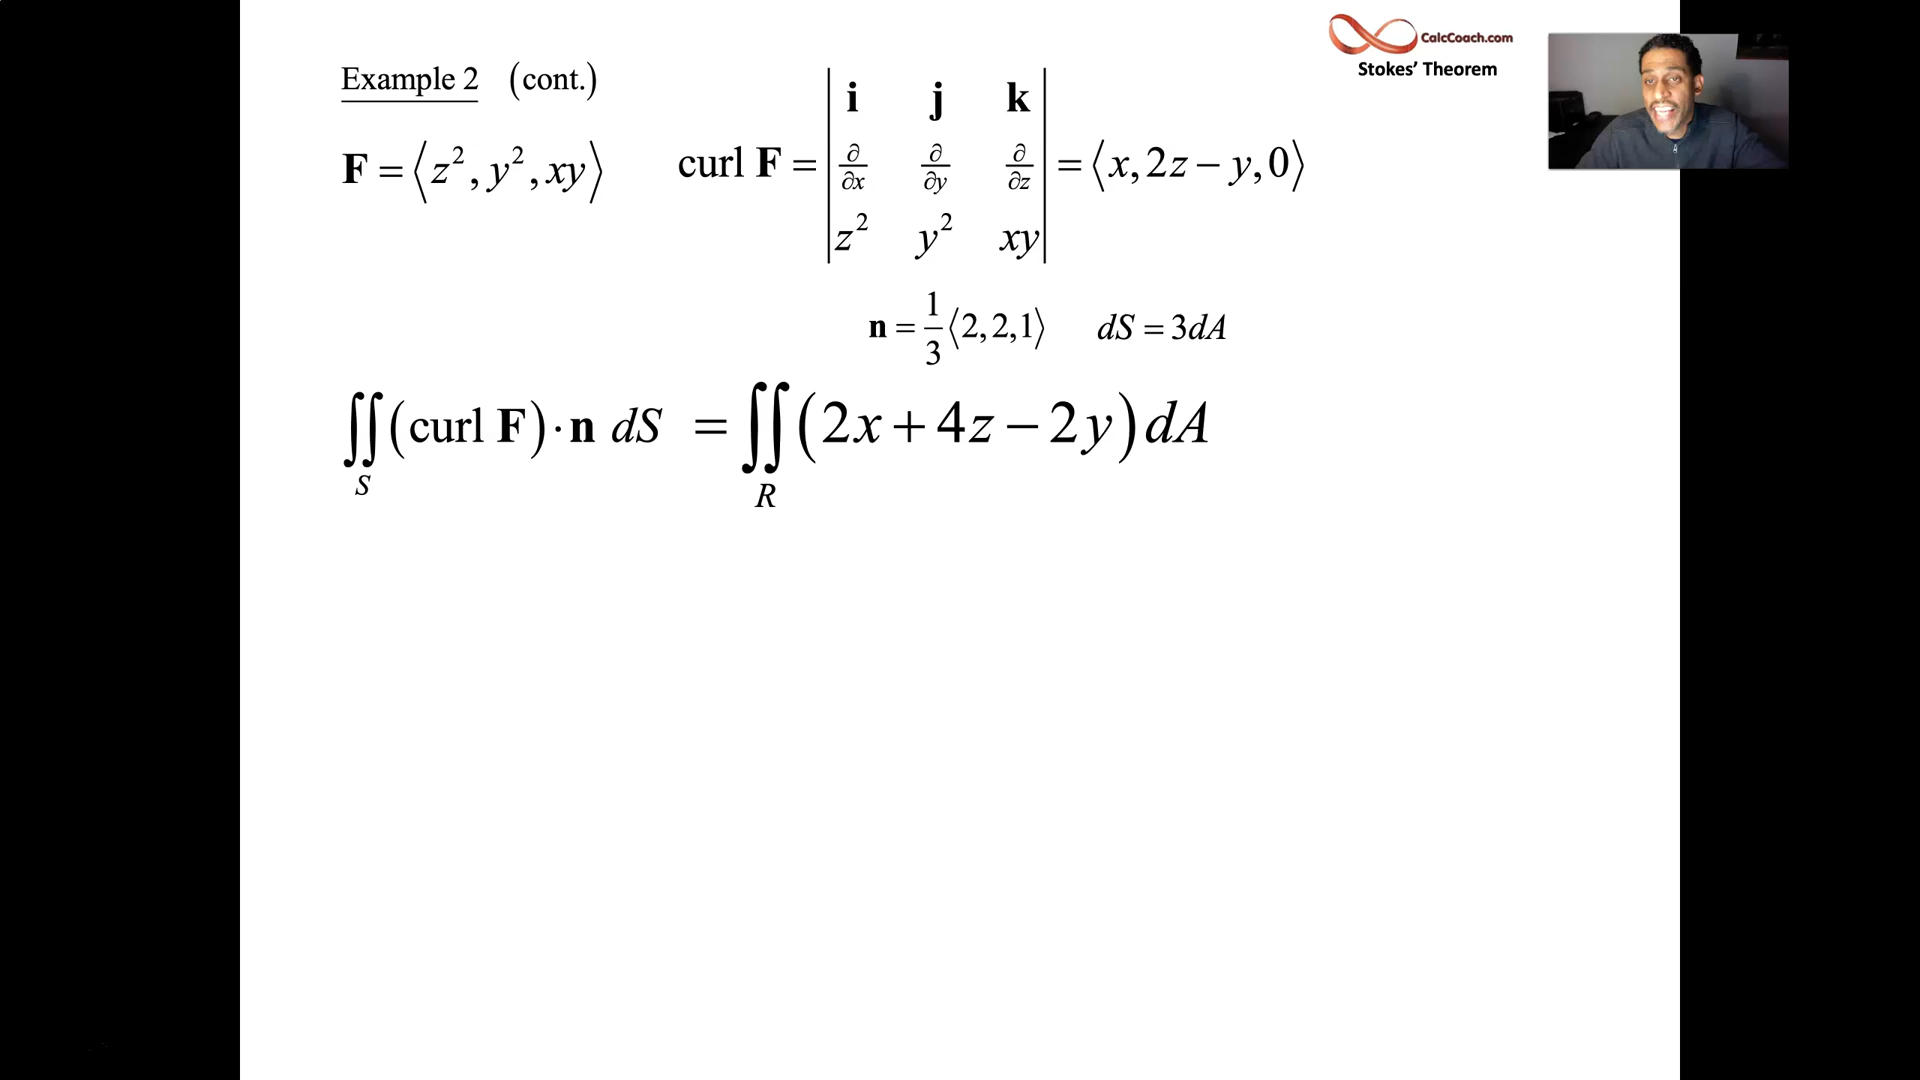 CalcCoach.com
Stokes' Theorem
Example 2 (cont.)
F = ⟨z², y², xy⟩ curl F = | i j k ; ∂/∂x ∂/∂y ∂/∂z ; z² y² xy | = ⟨x, 2z − y, 0⟩
n = 1/3 ⟨2, 2, 1⟩ dS = 3dA
∬_S (curl F) · n dS = ∬_R (2x + 4z − 2y) dA